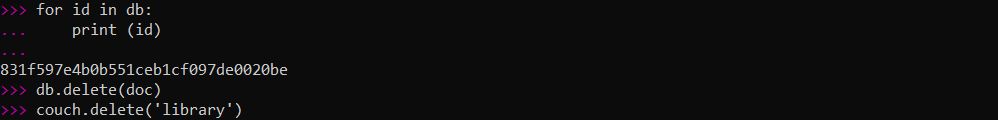 >>> for id in db:
...     print (id)
...
831f597e4b0b551ceb1cf097de0020be
>>> db.delete(doc)
>>> couch.delete('library')